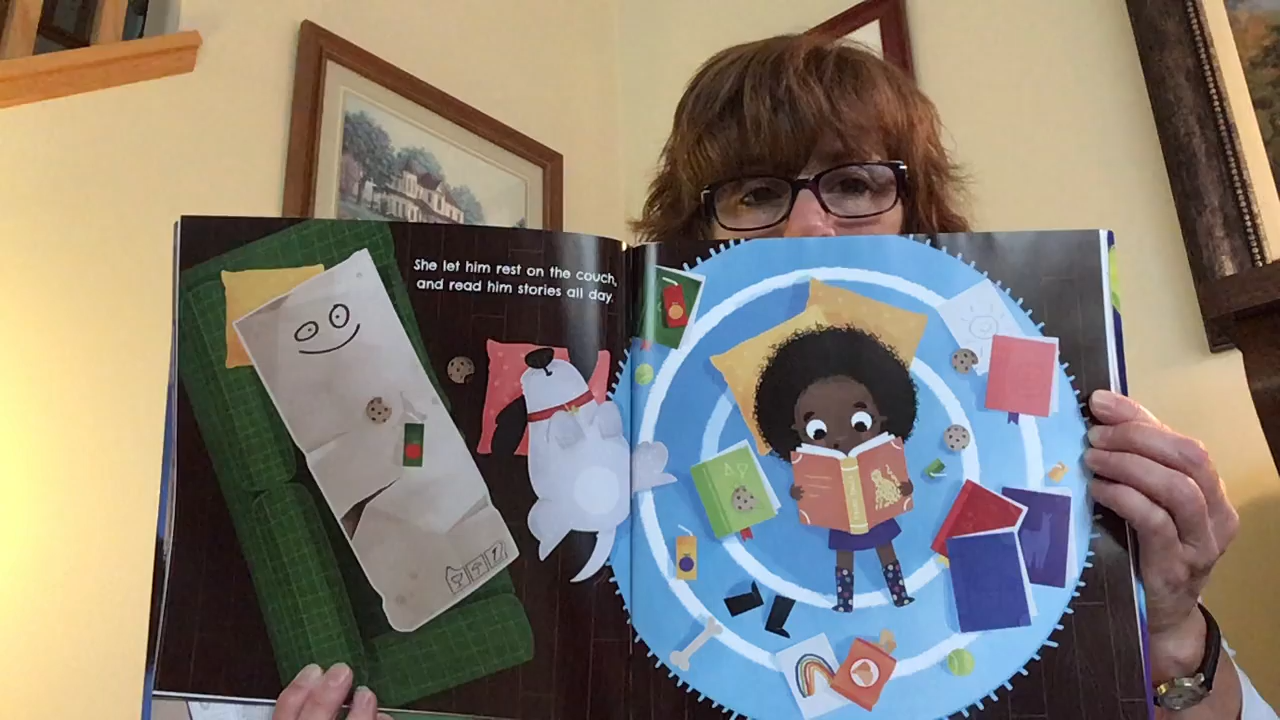 She let him rest on the couch,
and read him stories all day.